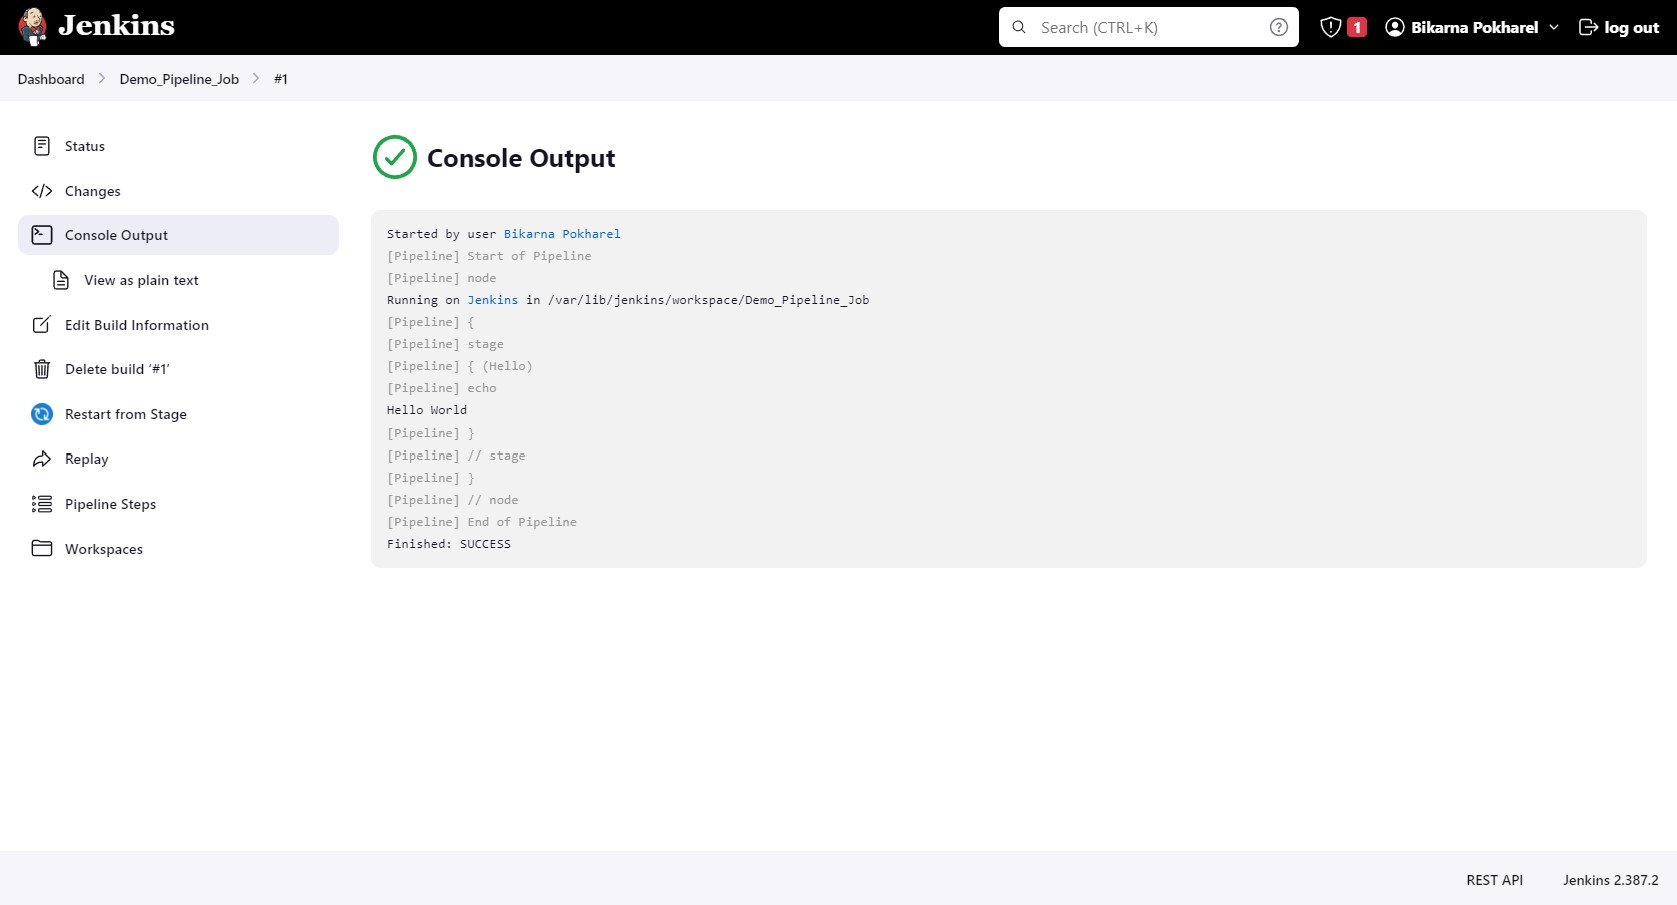 Jenkins
Search (CTRL+K)
?
1
Bikarna Pokharel
log out
Dashboard > Demo_Pipeline_Job > #1
Status
Changes
Console Output
View as plain text
Edit Build Information
Delete build ‘#1’
Restart from Stage
Replay
Pipeline Steps
Workspaces
Console Output
Started by user Bikarna Pokharel
[Pipeline] Start of Pipeline
[Pipeline] node
Running on Jenkins in /var/lib/jenkins/workspace/Demo_Pipeline_Job
[Pipeline] {
[Pipeline] stage
[Pipeline] { (Hello)
[Pipeline] echo
Hello World
[Pipeline] }
[Pipeline] // stage
[Pipeline] }
[Pipeline] // node
[Pipeline] End of Pipeline
Finished: SUCCESS
REST API
Jenkins 2.387.2